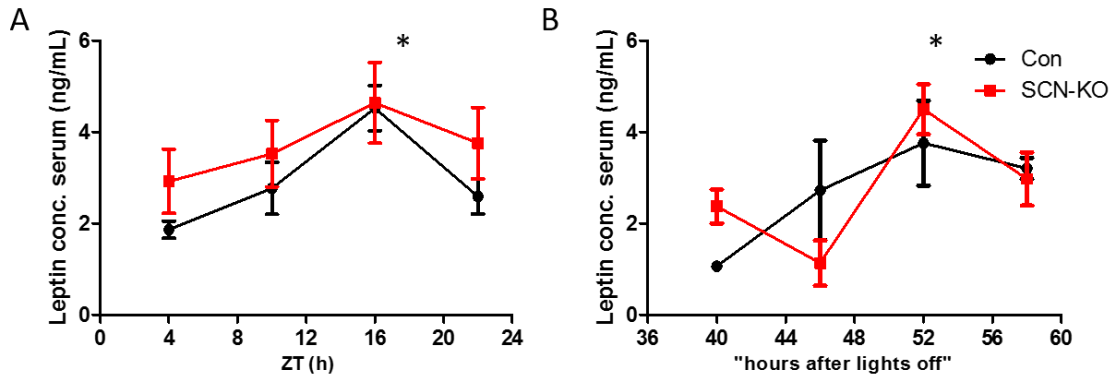 A
Leptin conc. serum (ng/mL)
6
4
2
0
*
0 4 8 12 16 20 24
ZT (h)
B
Leptin conc. serum (ng/mL)
6
4
2
0
*
Con
SCN-KO
36 40 44 48 52 56 60
"hours after lights off"